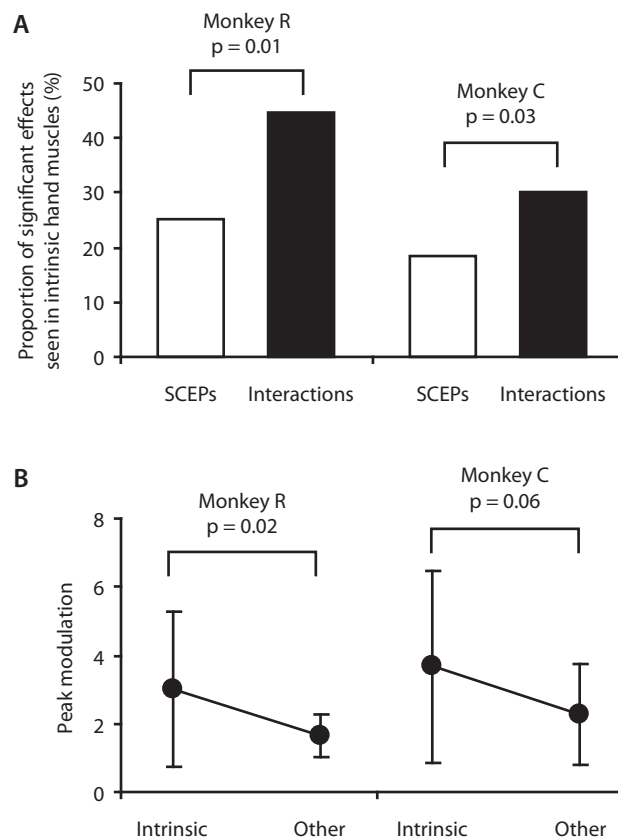 A
Monkey R
p = 0.01
Monkey C
p = 0.03
Proportion of significant effects
seen in intrinsic hand muscles (%)
50
40
30
20
10
0
SCEPs Interactions SCEPs Interactions
B
Monkey R
p = 0.02
Monkey C
p = 0.06
Peak modulation
8
6
4
2
0
Intrinsic Other Intrinsic Other